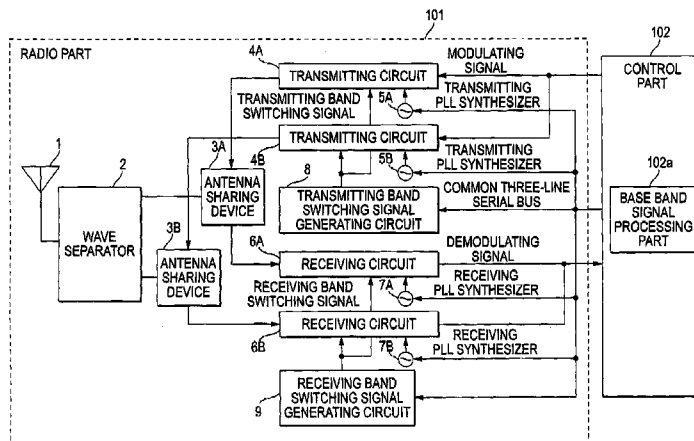 101
RADIO PART
4A
TRANSMITTING CIRCUIT
MODULATING
SIGNAL
102
CONTROL
PART
TRANSMITTING BAND
SWITCHING SIGNAL
5A
TRANSMITTING
PLL SYNTHESIZER
1
2
3A
4B
TRANSMITTING CIRCUIT
5B
TRANSMITTING
PLL SYNTHESIZER
8
ANTENNA
SHARING
DEVICE
TRANSMITTING BAND
SWITCHING SIGNAL
GENERATING CIRCUIT
COMMON THREE-LINE
SERIAL BUS
102a
BASE BAND
SIGNAL
PROCESSING
PART
WAVE
SEPARATOR
3B
ANTENNA
SHARING
DEVICE
6A
RECEIVING CIRCUIT
DEMODULATING
SIGNAL
RECEIVING BAND
SWITCHING SIGNAL
7A
RECEIVING
PLL SYNTHESIZER
6B
RECEIVING CIRCUIT
7B
RECEIVING
PLL SYNTHESIZER
9
RECEIVING BAND
SWITCHING SIGNAL
GENERATING CIRCUIT